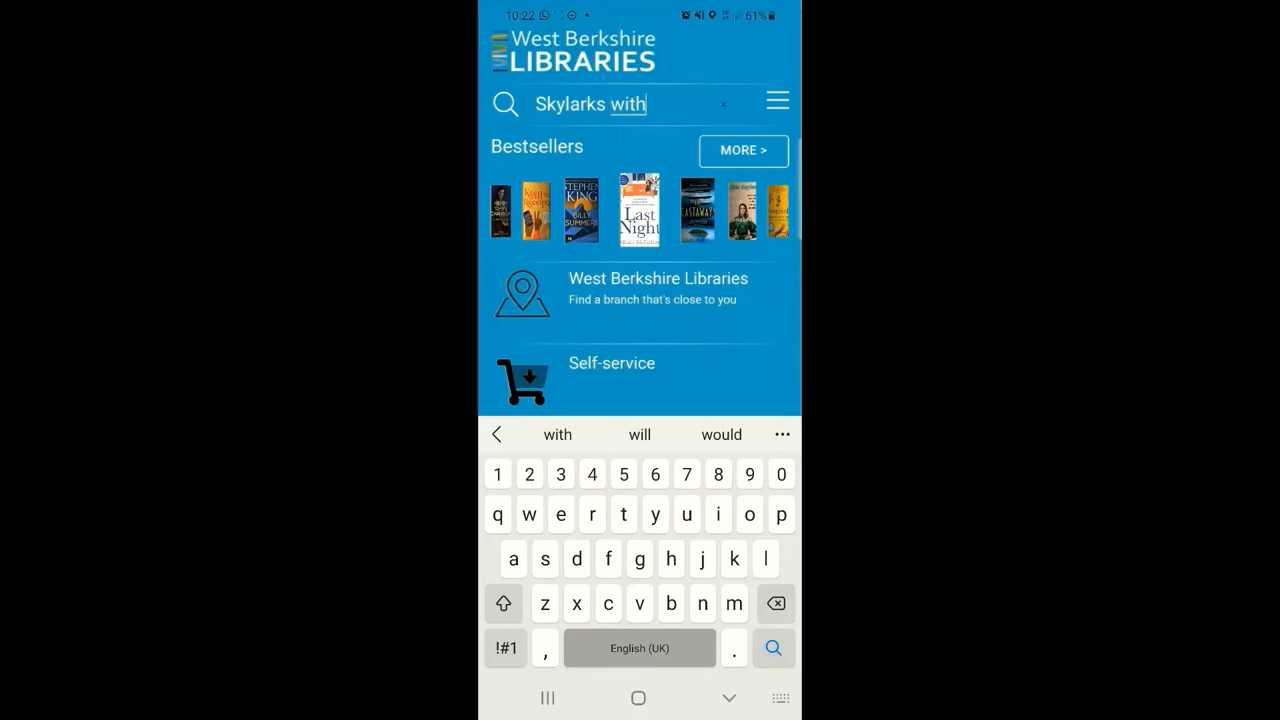 10:22
61%
West Berkshire
LIBRARIES
Skylarks with
Bestsellers
MORE >
STEPHEN
KING
BILLY
SUMMERS
Last
Night
CASTAWAYS
West Berkshire Libraries
Find a branch that's close to you
Self-service
with will would
1 2 3 4 5 6 7 8 9 0
q w e r t y u i o p
a s d f g h j k l
z x c v b n m
!#1 , English (UK) .